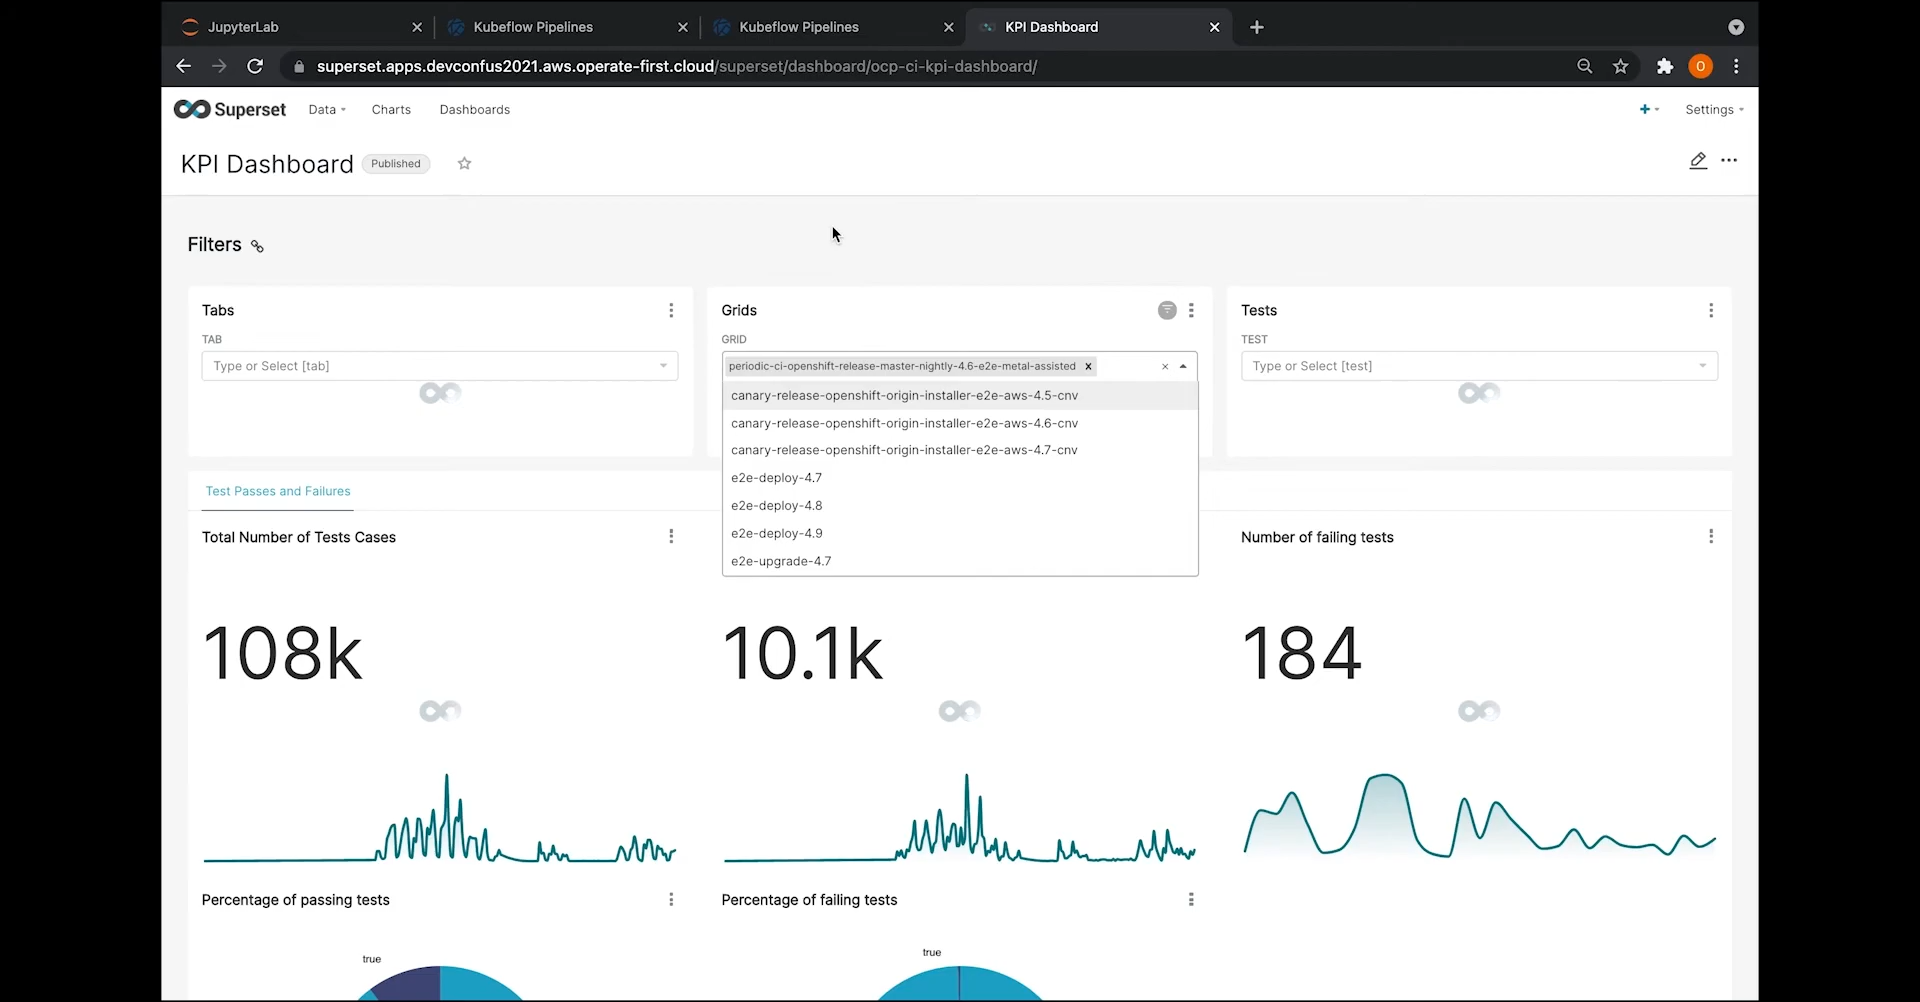 JupyterLab
Kubeflow Pipelines
Kubeflow Pipelines
KPI Dashboard
superset.apps.devconfus2021.aws.operate-first.cloud/superset/dashboard/ocp-ci-kpi-dashboard/
O
Superset
Data
Charts
Dashboards
Settings
KPI Dashboard
Published
Filters
Tabs
TAB
Type or Select [tab]
Grids
GRID
periodic-ci-openshift-release-master-nightly-4.6-e2e-metal-assisted
canary-release-openshift-origin-installer-e2e-aws-4.5-cnv
canary-release-openshift-origin-installer-e2e-aws-4.6-cnv
canary-release-openshift-origin-installer-e2e-aws-4.7-cnv
e2e-deploy-4.7
e2e-deploy-4.8
e2e-deploy-4.9
e2e-upgrade-4.7
Tests
TEST
Type or Select [test]
Test Passes and Failures
Total Number of Tests Cases
108k
10.1k
Number of failing tests
184
Percentage of passing tests
true
Percentage of failing tests
true